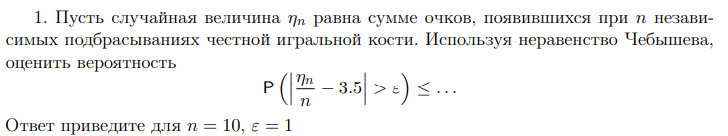 1. Пусть случайная величина ηₙ равна сумме очков, появившихся при n незави-
симых подбрасываниях честной игральной кости. Используя неравенство Чебышева,
оценить вероятность
P(|ηₙ/n − 3.5| > ε) ≤ ...
Ответ приведите для n = 10, ε = 1